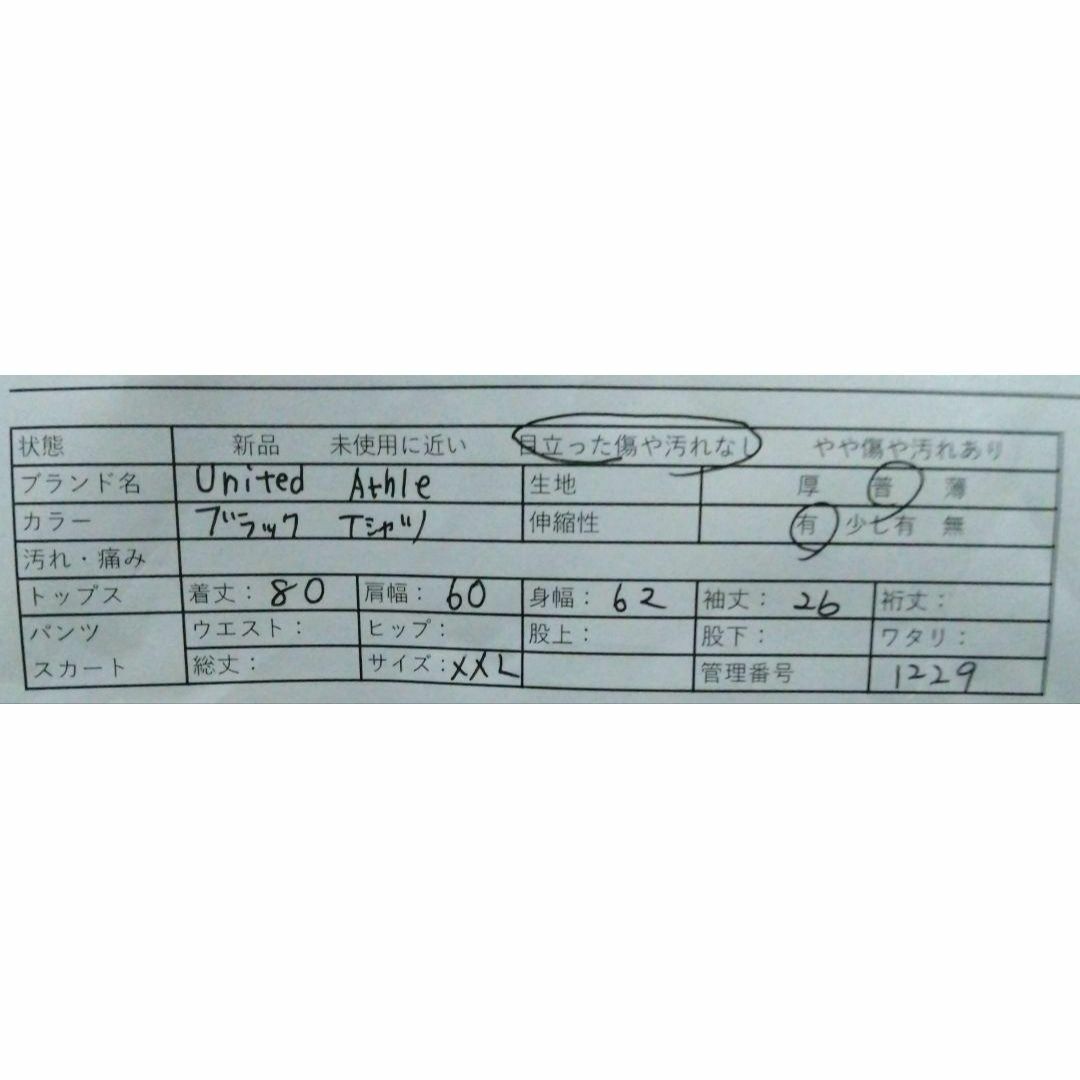 状態 新品 未使用に近い 目立った傷や汚れなし やや傷や汚れあり
ブランド名 United Athle 生地 厚 普 薄
カラー ブラック Tシャツ 伸縮性 有 少し有 無
汚れ・痛み
トップス 着丈：80 肩幅：60 身幅：62 袖丈：26 裄丈：
パンツ ウエスト： ヒップ： 股上： 股下： ワタリ：
スカート 総丈： サイズ：XXL 管理番号 1229